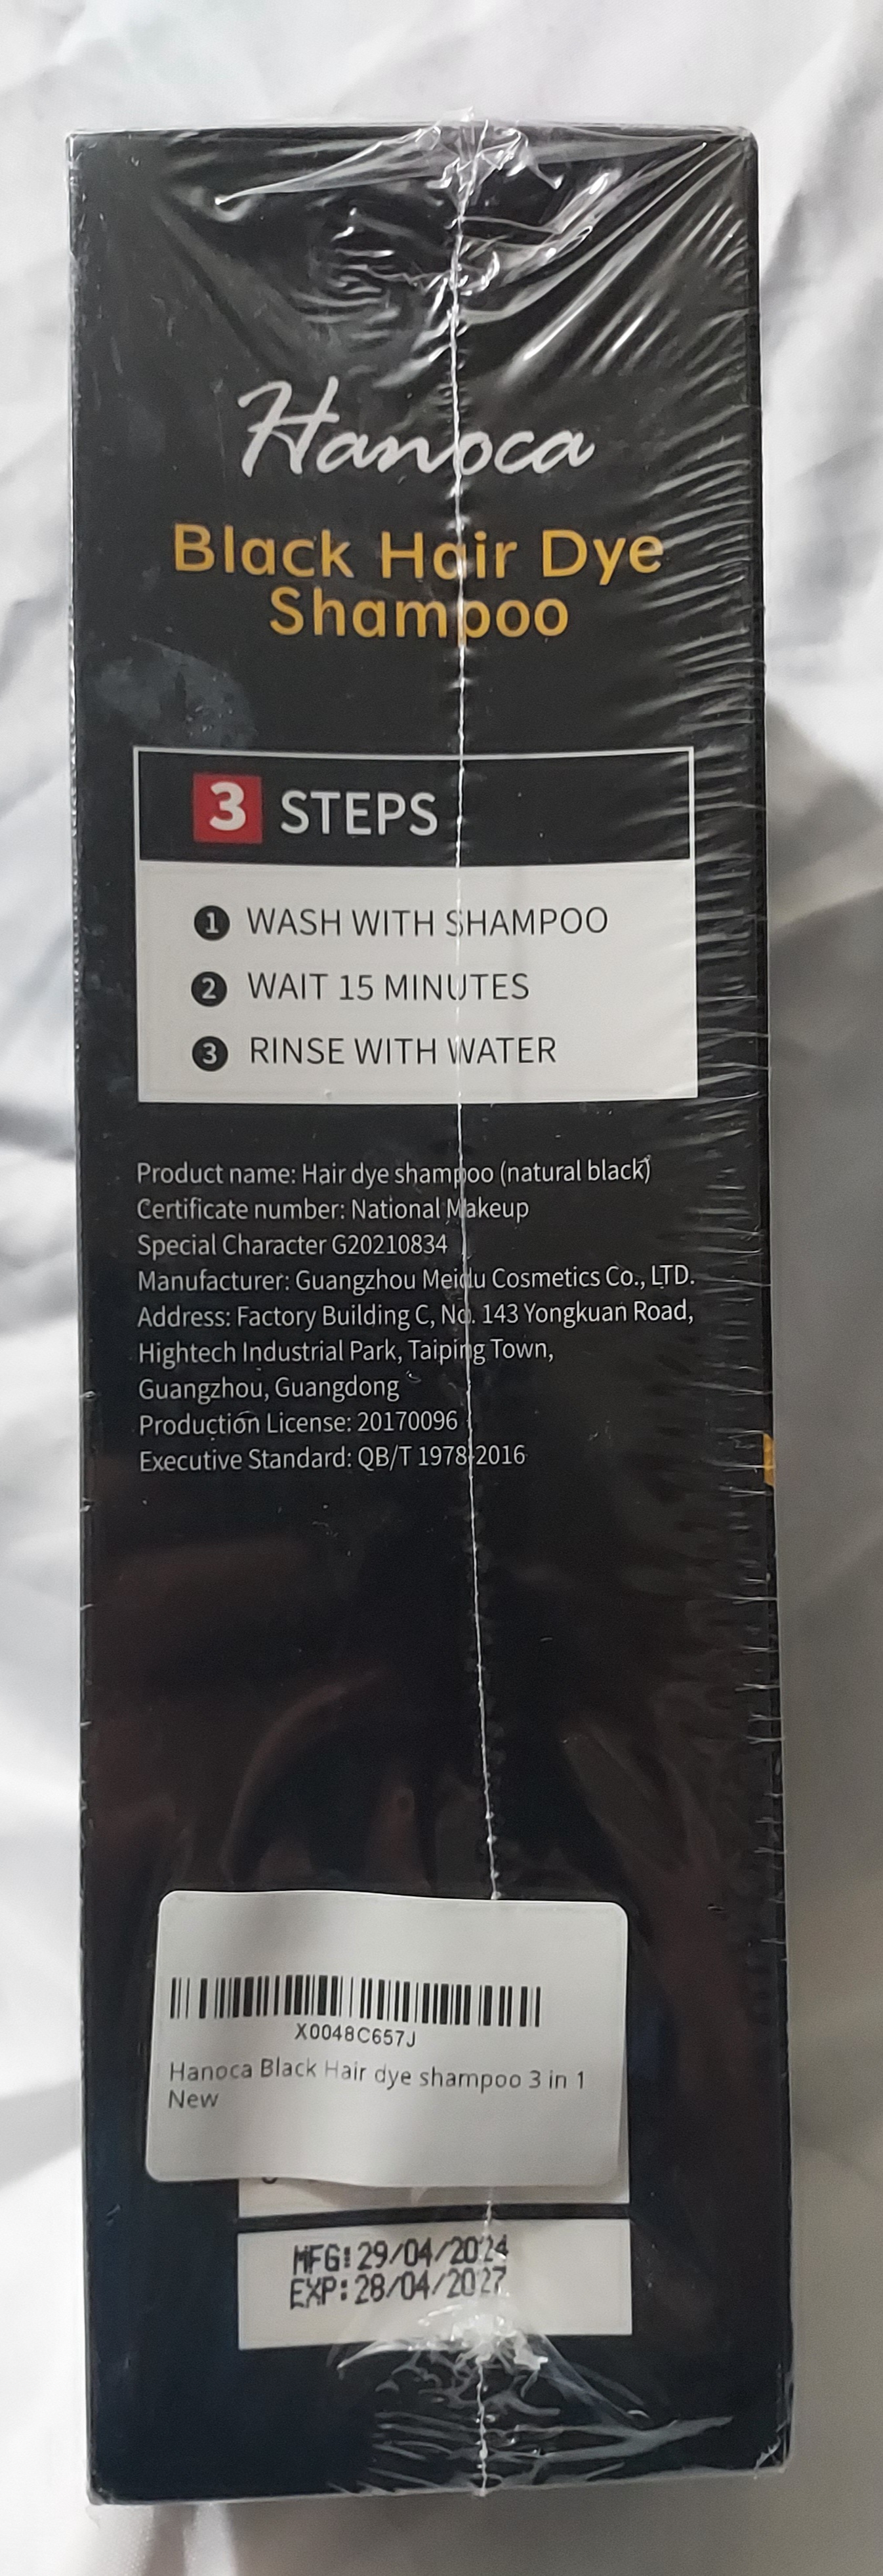 Hanoca
Black Hair Dye
Shampoo
3 STEPS
1 WASH WITH SHAMPOO
2 WAIT 15 MINUTES
3 RINSE WITH WATER
Product name: Hair dye shampoo (natural black)
Certificate number: National Makeup
Special Character G20210834
Manufacturer: Guangzhou Meidu Cosmetics Co., LTD.
Address: Factory Building C, No. 143 Yongkuan Road,
Hightech Industrial Park, Taiping Town,
Guangzhou, Guangdong
Production License: 20170096
Executive Standard: QB/T 1978-2016
X0048C657J
Hanoca Black Hair dye shampoo 3 in 1
New
MFG:29/04/2024
EXP:28/04/2027